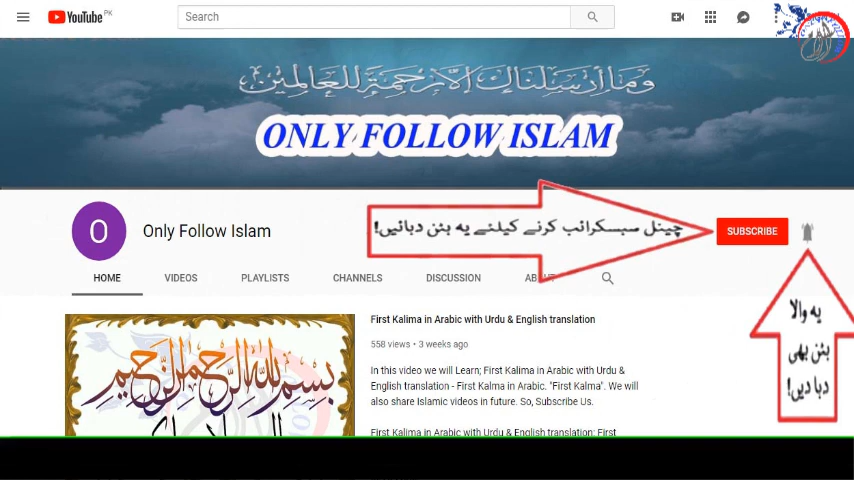 YouTube PK
Search
وما أرسلناك إلا رحمة للعالمين
ONLY FOLLOW ISLAM
O
Only Follow Islam
چینل سبسکرائب کرنے کیلئے یہ بٹن دبائیں!
SUBSCRIBE
HOME VIDEOS PLAYLISTS CHANNELS DISCUSSION ABOUT
یہ والا
بٹن بھی
دبا دیں!
First Kalima in Arabic with Urdu & English translation
558 views • 3 weeks ago
In this video we will Learn; First Kalima in Arabic with Urdu &
English translation - First Kalma in Arabic. "First Kalma". We will
also share Islamic videos in future. So, Subscribe Us.
First Kalima in Arabic with Urdu & English translation: First
بسم الله الرحمن الرحيم